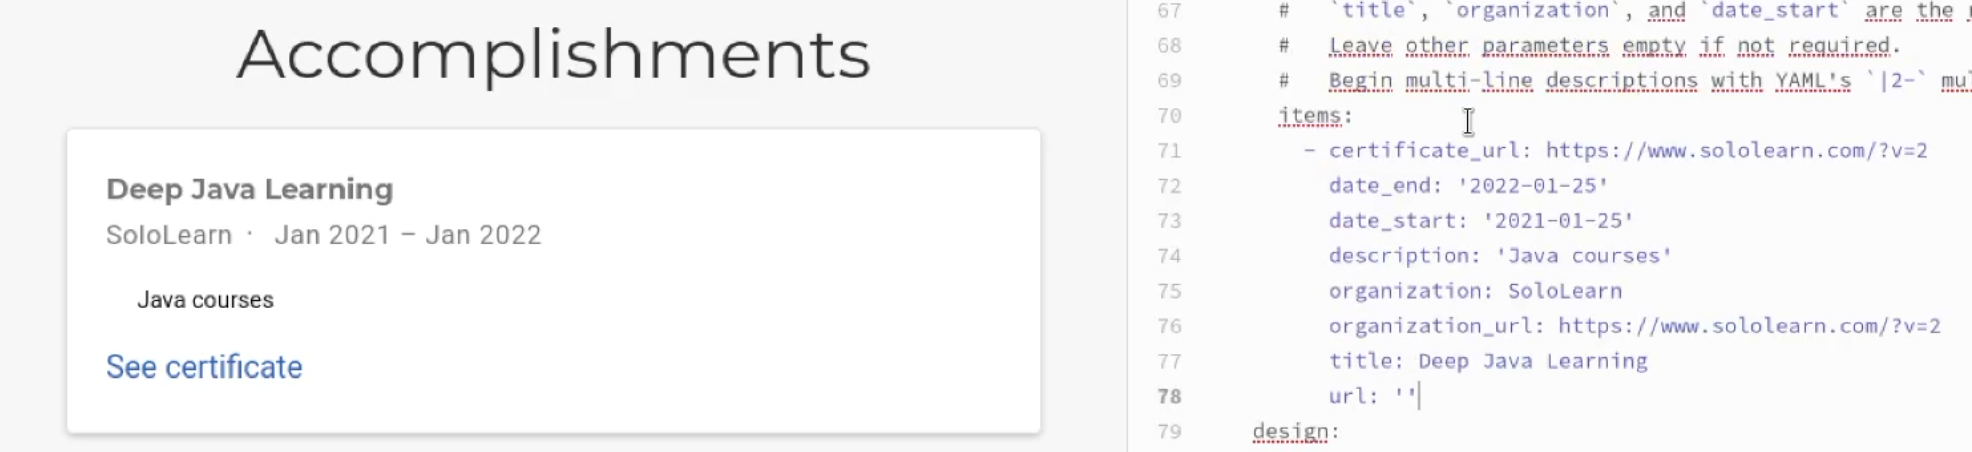 Accomplishments
Deep Java Learning
SoloLearn · Jan 2021 – Jan 2022
Java courses
See certificate
67 # `title`, `organization`, and `date_start` are the
68 # Leave other parameters empty if not required.
69 # Begin multi-line descriptions with YAML's `|2-`
70 items:
71 - certificate_url: https://www.sololearn.com/?v=2
72 date_end: '2022-01-25'
73 date_start: '2021-01-25'
74 description: 'Java courses'
75 organization: SoloLearn
76 organization_url: https://www.sololearn.com/?v=2
77 title: Deep Java Learning
78 url: ''
79 design: